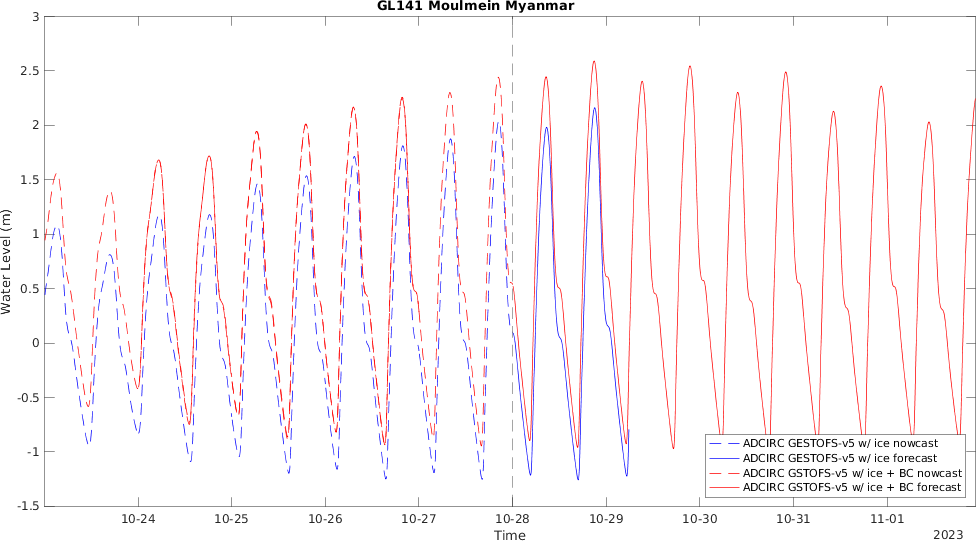 GL141 Moulmein Myanmar
3
2.5
2
1.5
1
0.5
0
-0.5
-1
-1.5
Water Level (m)
10-24 10-25 10-26 10-27 10-28 10-29 10-30 10-31 11-01
Time
2023
ADCIRC GESTOFS-v5 w/ ice nowcast
ADCIRC GESTOFS-v5 w/ ice forecast
ADCIRC GSTOFS-v5 w/ ice + BC nowcast
ADCIRC GSTOFS-v5 w/ ice + BC forecast